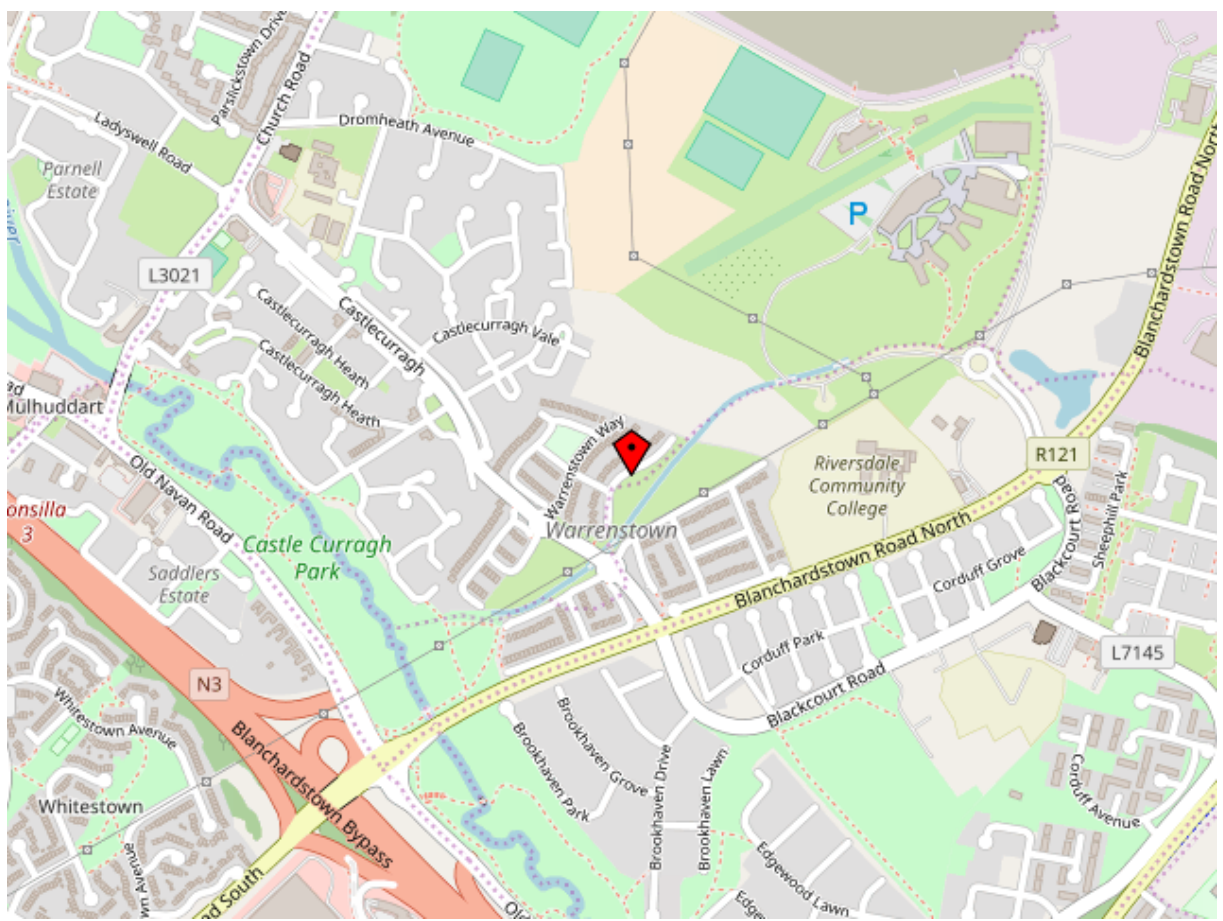 Parslickstown Drive
Church Road
Ladyswell Road
Dromheath Avenue
Parnell
Estate
P
Blanchardstown Road North
L3021
Castlecurragh Heath
Castlecurragh
Castlecurragh Vale
Castlecurragh Heath
Mulhuddart
Warrenstown Way
Riversdale
Community
College
R121
Old Navan Road
Castle Curragh
Park
Warrenstown
Blackcourt Road
Sheephill Park
3
Saddlers
Estate
Blanchardstown Road North
Corduff Grove
Corduff Park
L7145
N3
Blackcourt Road
Whitestown Avenue
Blanchardstown Bypass
Brookhaven Grove
Brookhaven Park
Brookhaven Drive
Brookhaven Lawn
Corduff Avenue
Whitestown
Edgewood Lawn
South